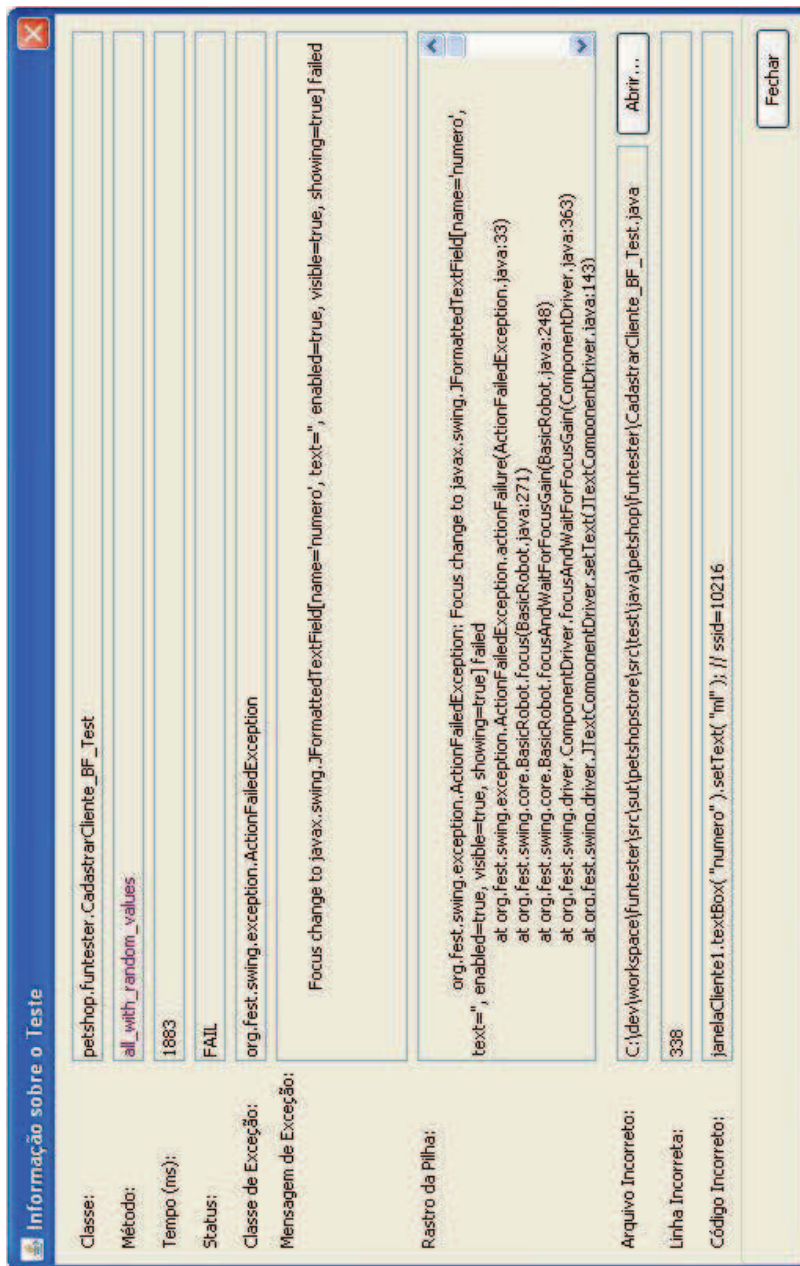 Informação sobre o Teste
Classe: petshop.funtester.CadastrarCliente_BF_Test
Método: all_with_random_values
Tempo (ms): 1883
Status: FAIL
Classe de Exceção: org.fest.swing.exception.ActionFailedException
Mensagem de Exceção:
Focus change to javax.swing.JFormattedTextField[name='numero', text='', enabled=true, visible=true, showing=true] failed
Rastro da Pilha:
org.fest.swing.exception.ActionFailedException: Focus change to javax.swing.JFormattedTextField[name='numero',
text='', enabled=true, visible=true, showing=true] failed
at org.fest.swing.exception.ActionFailedException.actionFailure(ActionFailedException.java:33)
at org.fest.swing.core.BasicRobot.focus(BasicRobot.java:271)
at org.fest.swing.core.BasicRobot.focusAndWaitForFocusGain(BasicRobot.java:248)
at org.fest.swing.driver.ComponentDriver.focusAndWaitForFocusGain(ComponentDriver.java:363)
at org.fest.swing.driver.JTextComponentDriver.setText(JTextComponentDriver.java:143)
Arquivo Incorreto: C:\dev\workspace\funtester\src\sut\petshopstore\src\test\java\petshop\funtester\CadastrarCliente_BF_Test.java Abrir...
Linha Incorreta: 338
Código Incorreto: janelaCliente1.textBox( "numero" ).setText( "ml" ); // ssid=10216
Fechar